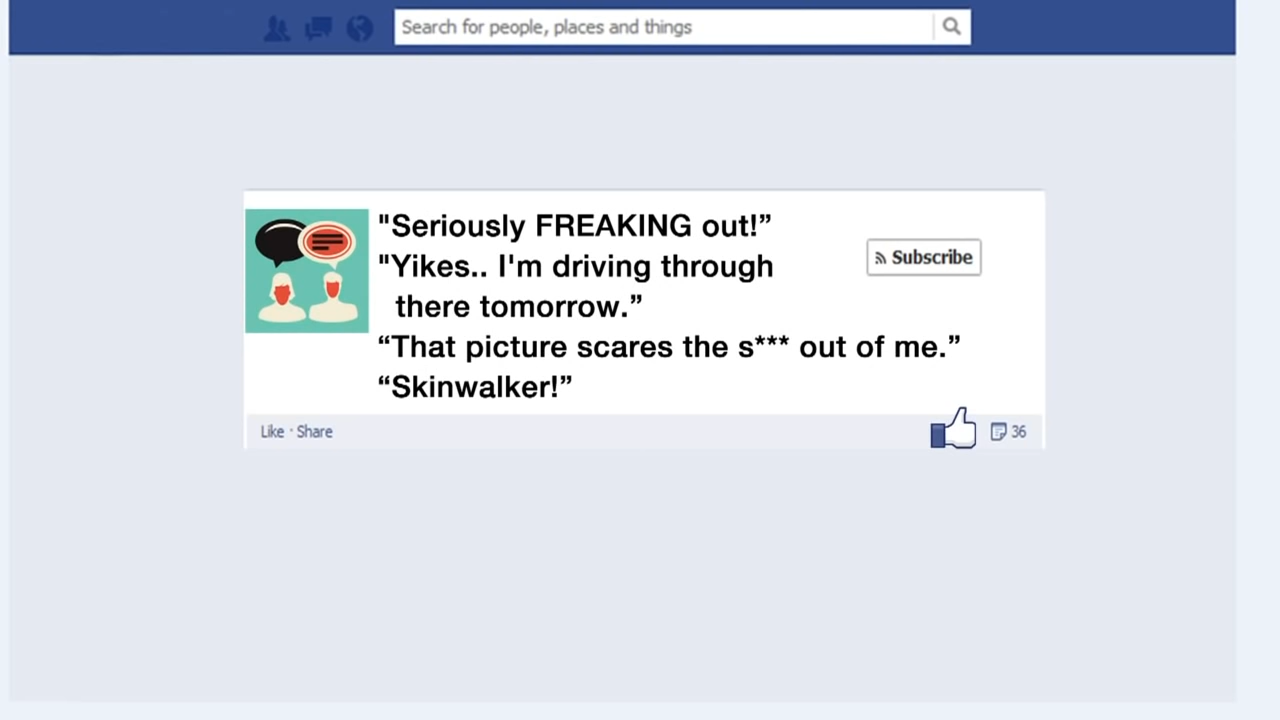 Search for people, places and things
"Seriously FREAKING out!”
"Yikes.. I'm driving through
there tomorrow.”
Subscribe
“That picture scares the s*** out of me.”
“Skinwalker!”
Like · Share
36